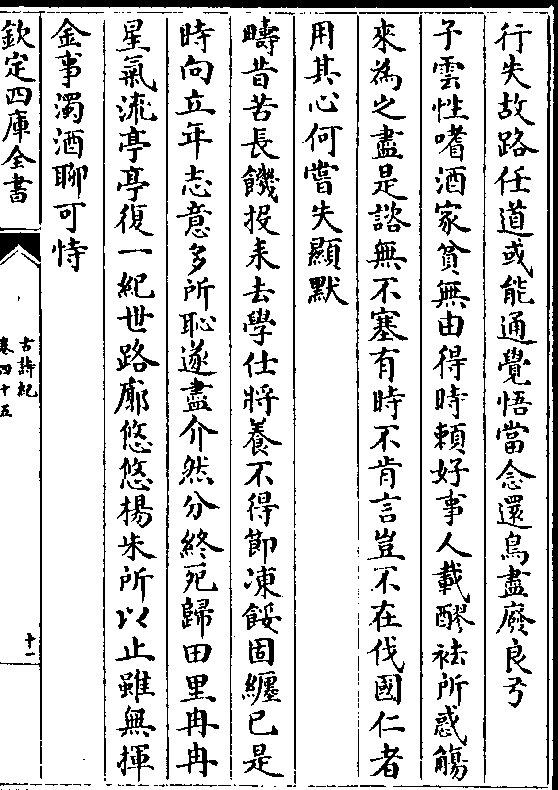 行失故路任道或能通覺悟當念還鳥盡廢良弓
子雲性嗜酒家貧無由得時賴好事人載醪祛所惑觴
來為之盡是諮無不塞有時不肯言豈不在伐國仁者
用其心何嘗失顯默
疇昔苦長饑投耒去學仕將養不得節凍餒固纒已是
時向立年志意多所恥遂盡介然分終死歸田里冉冉
星氣流亭亭復一紀世路廓悠悠楊朱所以止雖無揮
金事濁酒聊可恃
欽定四庫全書
古詩紀
卷四十五
十一